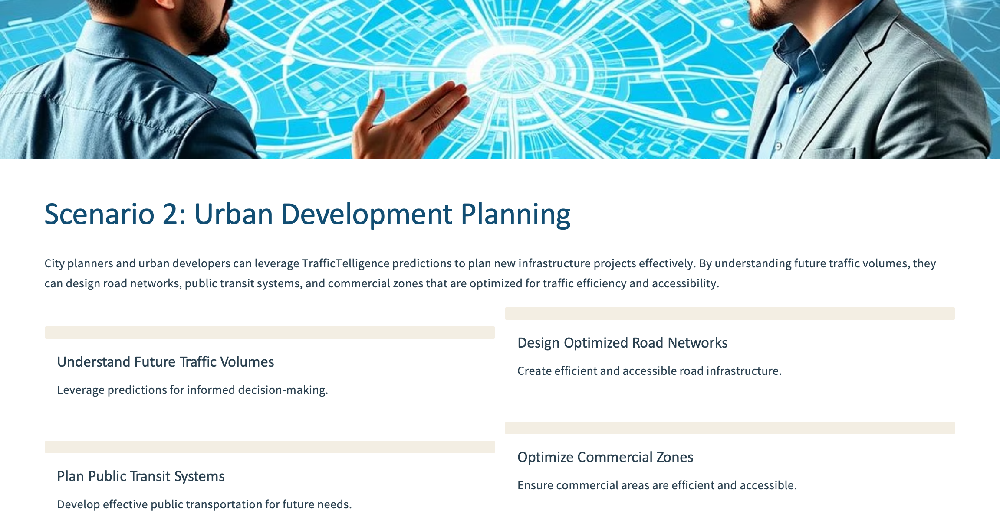 Scenario 2: Urban Development Planning
City planners and urban developers can leverage TrafficTelligence predictions to plan new infrastructure projects effectively. By understanding future traffic volumes, they
can design road networks, public transit systems, and commercial zones that are optimized for traffic efficiency and accessibility.
Understand Future Traffic Volumes
Leverage predictions for informed decision-making.
Design Optimized Road Networks
Create efficient and accessible road infrastructure.
Plan Public Transit Systems
Develop effective public transportation for future needs.
Optimize Commercial Zones
Ensure commercial areas are efficient and accessible.